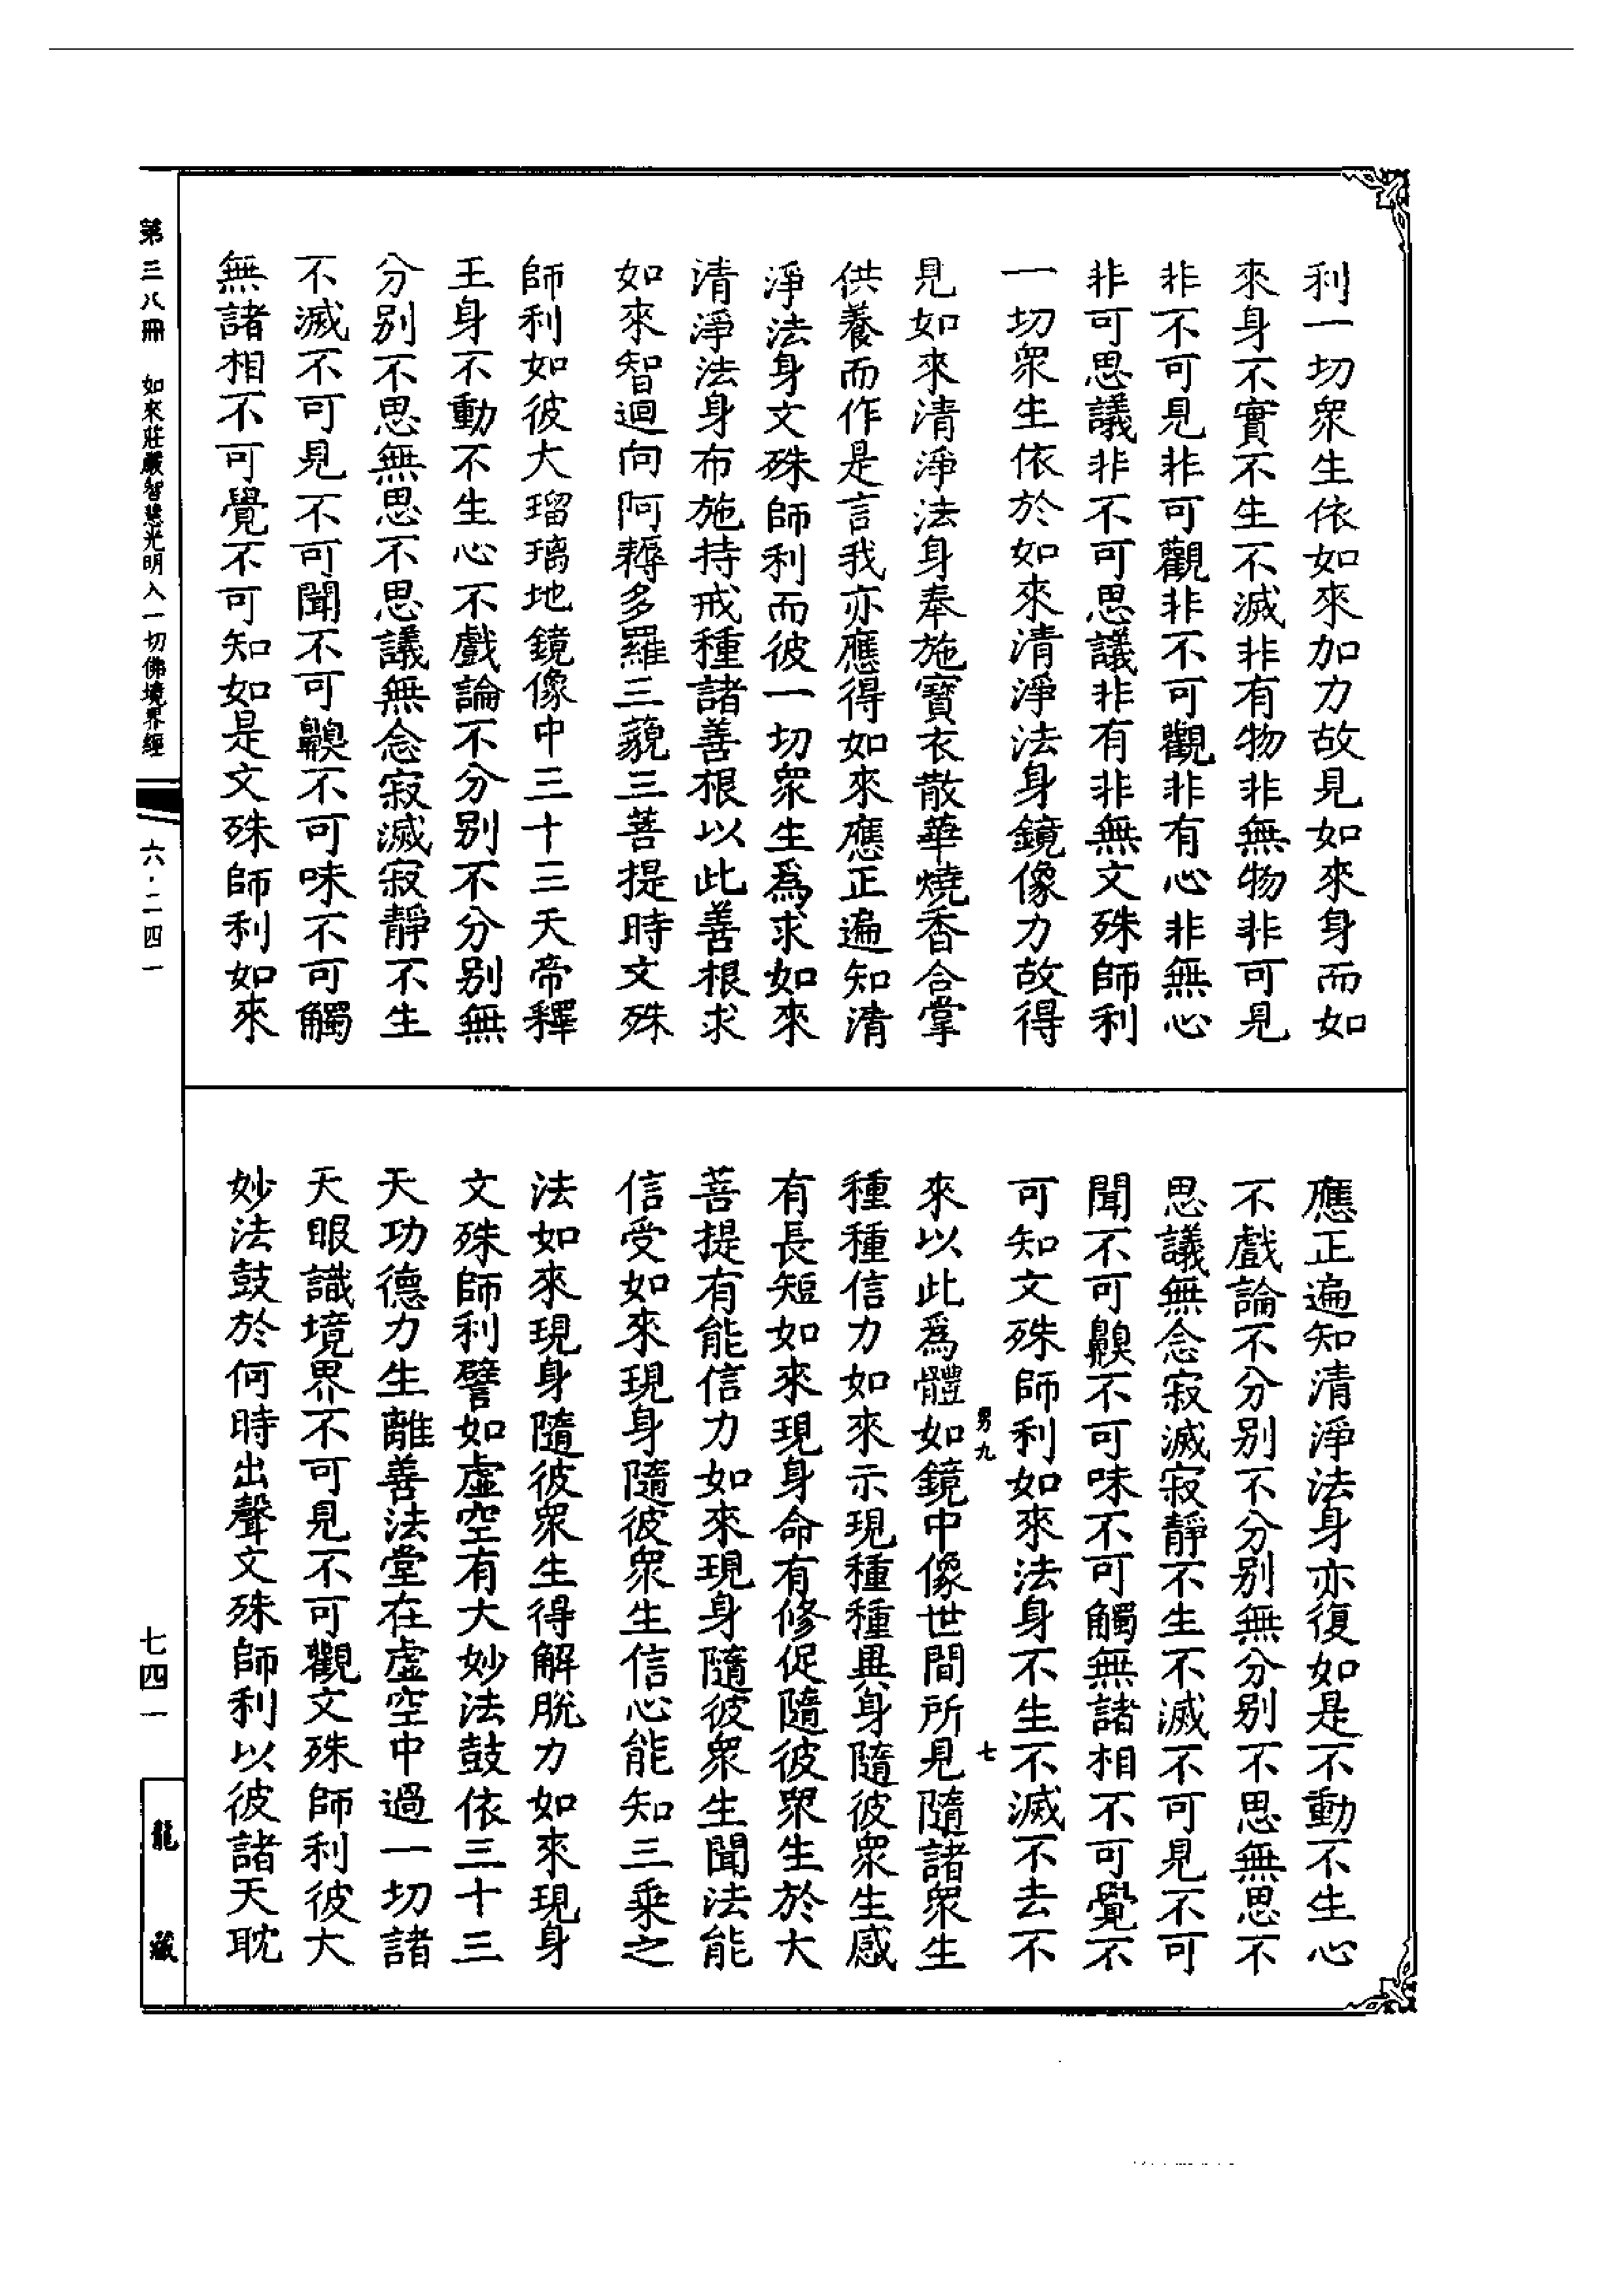 利一切衆生依如來加力故見如來身而如
來身不實不生不滅非有物非無物非可見
非不可見非可觀非不可觀非有心非無心
非可思議非不可思議非有非無文殊師利
一切衆生依於如來清淨法身鏡像力故得
見如來清淨法身奉施寶衣散華燒香合掌
供養而作是言我亦應得如來應正遍知清
淨法身文殊師利而彼一切衆生爲求如來
清淨法身布施持戒種諸善根以此善根求
如來智迴向阿耨多羅三藐三菩提時文殊
師利如彼大瑠璃地鏡像中三十三天帝釋
王身不動不生心不戲論不分别不分别無
分别不思無思不思議無念寂滅寂靜不生
不滅不可見不可聞不可齅不可味不可觸
無諸相不可覺不可知如是文殊師利如來
應正遍知清淨法身亦復如是不動不生心
不戲論不分别不分别無分别不思無思不
思議無念寂滅寂靜不生不滅不可見不可
聞不可齅不可味不可觸無諸相不可覺不
可知文殊師利如來法身不生不滅不去不
來以此爲體如鏡中像世間所見隨諸衆生
男九
七
種種信力如來示現種種異身隨彼衆生感
有長短如來現身命有修促隨彼衆生於大
菩提有能信力如來現身隨彼衆生聞法能
信受如來現身隨彼衆生信心能知三乘之
法如來現身隨彼衆生得解脱力如來現身
文殊師利譬如虛空有大妙法鼓依三十三
天功德力生離善法堂在虛空中過一切諸
天眼識境界不可見不可觀文殊師利彼大
妙法鼓於何時出聲文殊師利以彼諸天耽
第三八冊 如來莊嚴智慧光明入一切佛境界經 六·二四一
七四一
龍藏